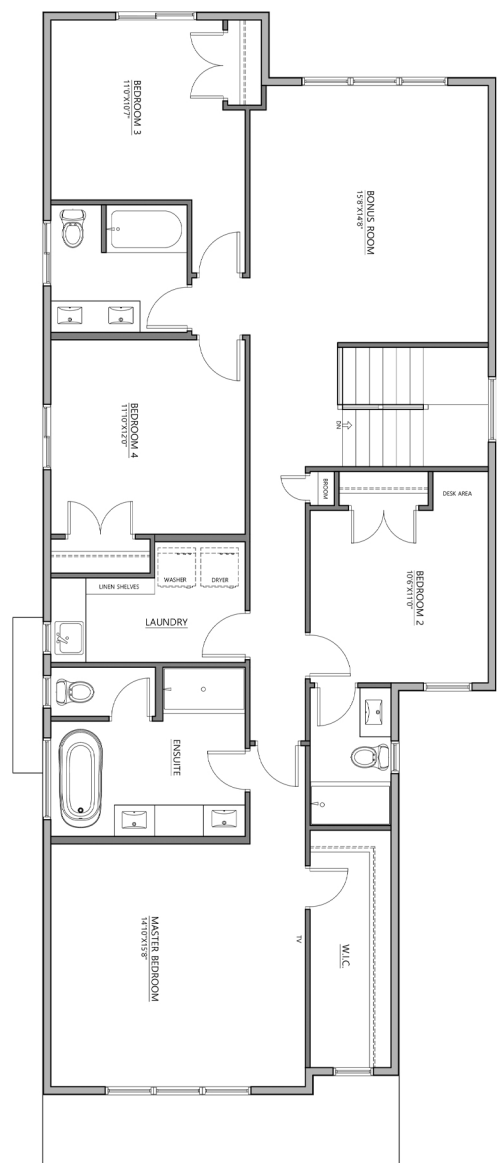 BEDROOM 3
11'0"X10'7"
BONUS ROOM
15'8"X14'8"
BEDROOM 4
11'10"X12'0"
DN
BROOM
DESK AREA
BEDROOM 2
10'6"X11'0"
WASHER
DRYER
LINEN SHELVES
LAUNDRY
ENSUITE
MASTER BEDROOM
14'10"X15'8"
TV
W.I.C.